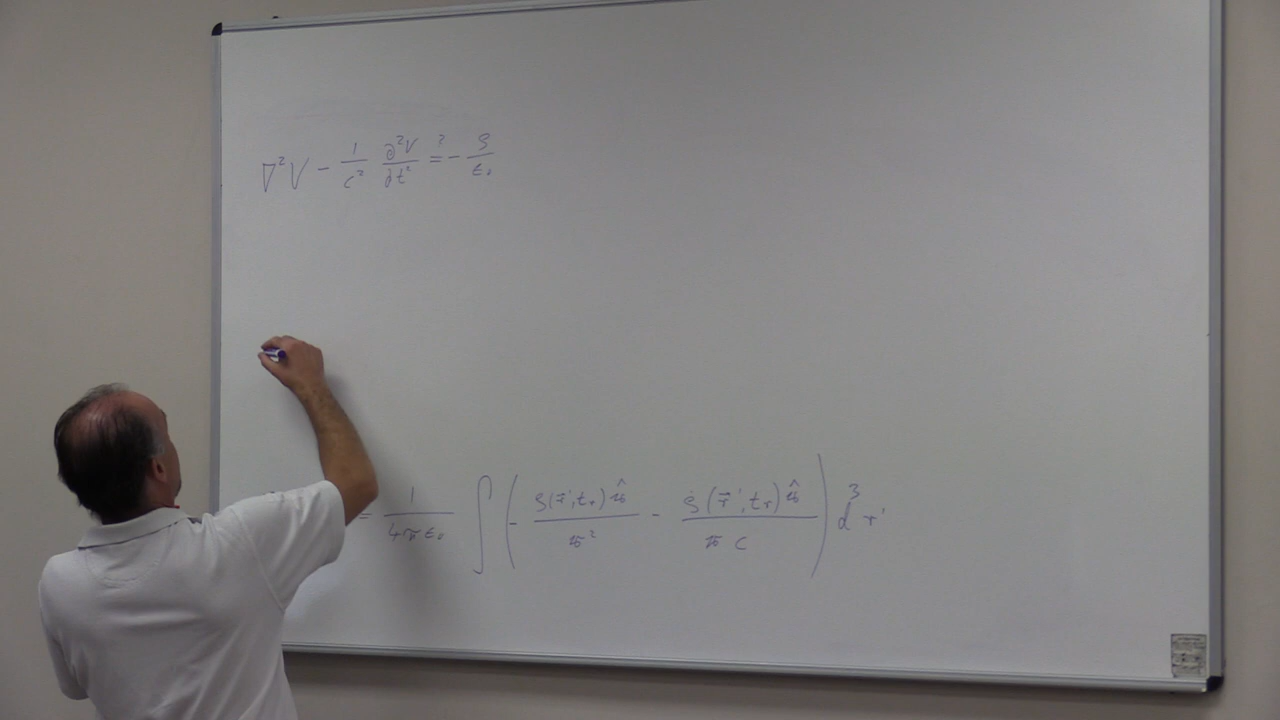 ∇²V - 1/c² ∂²V/∂t² =? - ρ/ε₀
= 1/4πε₀ ∫ ( - ρ(r⃗', tᵣ) 𝓇̂ / 𝓇² - ρ̇(r⃗', tᵣ) 𝓇̂ / 𝓇 c ) d³r'